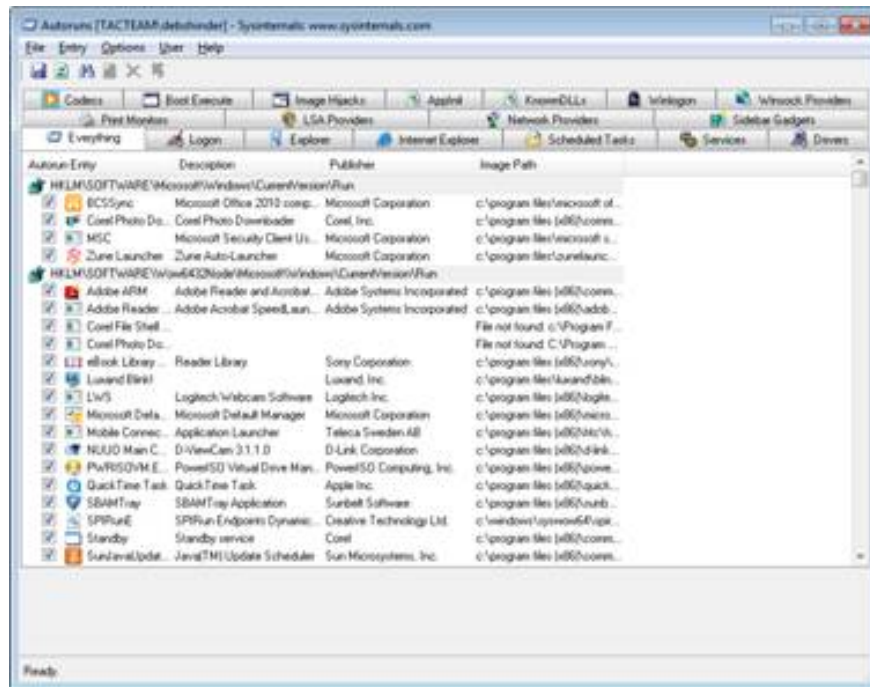 Autoruns [TACTEAM\debshinder] - Sysinternals: www.sysinternals.com
File Entry Options User Help
Codecs Boot Execute Image Hijacks AppInit KnownDLLs Winlogon Winsock Providers
Print Monitors LSA Providers Network Providers Sidebar Gadgets
Everything Logon Explorer Internet Explorer Scheduled Tasks Services Drivers
Autorun Entry Description Publisher Image Path
HKLM\SOFTWARE\Microsoft\Windows\CurrentVersion\Run
BCSSync Microsoft Office 2010 comp... Microsoft Corporation c:\program files\microsoft of...
Corel Photo Do... Corel Photo Downloader Corel, Inc. c:\program files (x86)\comm...
MSC Microsoft Security Client Us... Microsoft Corporation c:\program files\microsoft s...
Zune Launcher Zune Auto-Launcher Microsoft Corporation c:\program files\zunelaunc...
HKLM\SOFTWARE\Wow6432Node\Microsoft\Windows\CurrentVersion\Run
Adobe ARM Adobe Reader and Acrobat... Adobe Systems Incorporated c:\program files (x86)\comm...
Adobe Reader ... Adobe Acrobat SpeedLaun... Adobe Systems Incorporated c:\program files (x86)\adob...
Corel File Shell ... File not found: c:\Program F...
Corel Photo Do... File not found: C:\Program ...
eBook Library ... Reader Library Sony Corporation c:\program files (x86)\sony\...
Luxand Blink! Luxand, Inc. c:\program files\luxand\blin...
LWS Logitech Webcam Software Logitech Inc. c:\program files (x86)\logite...
Microsoft Defa... Microsoft Default Manager Microsoft Corporation c:\program files (x86)\micros...
Mobile Connec... Application Launcher Teleca Sweden AB c:\program files (x86)\htc\h...
NUUO Main C... D-ViewCam 3.1.1.0 D-Link Corporation c:\program files (x86)\d-link...
PWRISOVM.E... PowerISO Virtual Drive Man... PowerISO Computing, Inc. c:\program files (x86)\powe...
QuickTime Task QuickTime Task Apple Inc. c:\program files (x86)\quick...
SBAMTray SBAMTray Application Sunbelt Software c:\program files (x86)\sunb...
SPIRunE SPIRun Endpoints Dynamic... Creative Technology Ltd. c:\windows\syswow64\spir...
Standby Standby service Corel c:\program files (x86)\comm...
SunJavaUpdat... Java(TM) Update Scheduler Sun Microsystems, Inc. c:\program files (x86)\comm...
Ready.